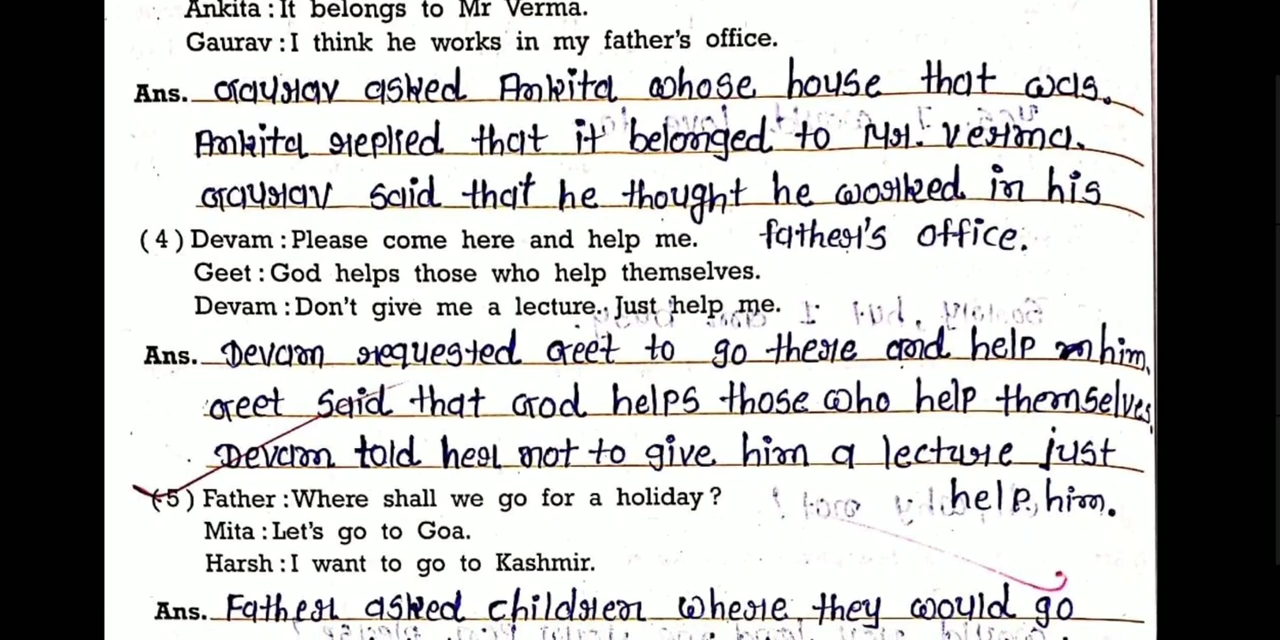 Ankita : It belongs to Mr Verma.
Gaurav : I think he works in my father's office.
Ans. Gaurav asked Ankita whose house that was.
Ankita replied that it belonged to Mr. Verma.
Gaurav said that he thought he worked in his
father's office.
(4) Devam : Please come here and help me.
Geet : God helps those who help themselves.
Devam : Don't give me a lecture. Just help me.
Ans. Devam requested Geet to go there and help him.
Geet said that God helps those who help themselves.
Devam told her not to give him a lecture just
help him.
(5) Father : Where shall we go for a holiday ?
Mita : Let's go to Goa.
Harsh : I want to go to Kashmir.
Ans. Father asked children where they would go